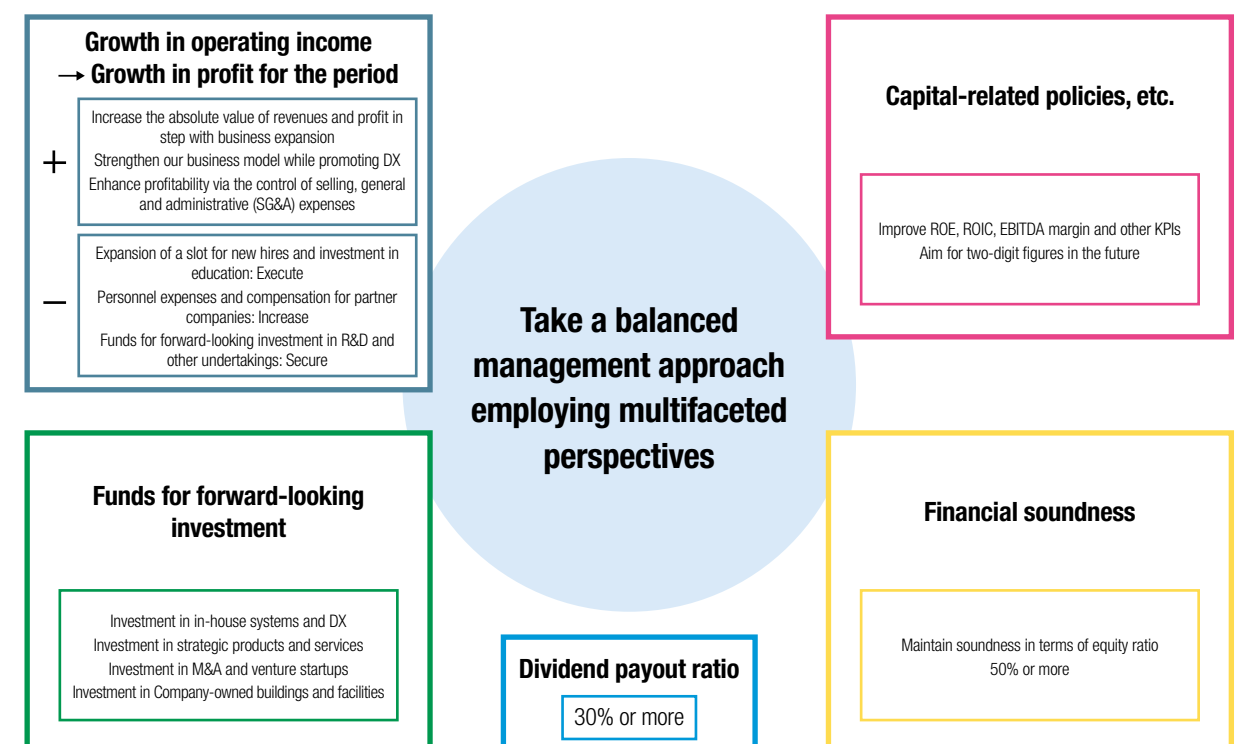 Growth in operating income
→ Growth in profit for the period
+
Increase the absolute value of revenues and profit in
step with business expansion
Strengthen our business model while promoting DX
Enhance profitability via the control of selling, general
and administrative (SG&A) expenses
−
Expansion of a slot for new hires and investment in
education: Execute
Personnel expenses and compensation for partner
companies: Increase
Funds for forward-looking investment in R&D and
other undertakings: Secure
Capital-related policies, etc.
Improve ROE, ROIC, EBITDA margin and other KPIs
Aim for two-digit figures in the future
Take a balanced
management approach
employing multifaceted
perspectives
Funds for forward-looking
investment
Investment in in-house systems and DX
Investment in strategic products and services
Investment in M&A and venture startups
Investment in Company-owned buildings and facilities
Dividend payout ratio
30% or more
Financial soundness
Maintain soundness in terms of equity ratio
50% or more